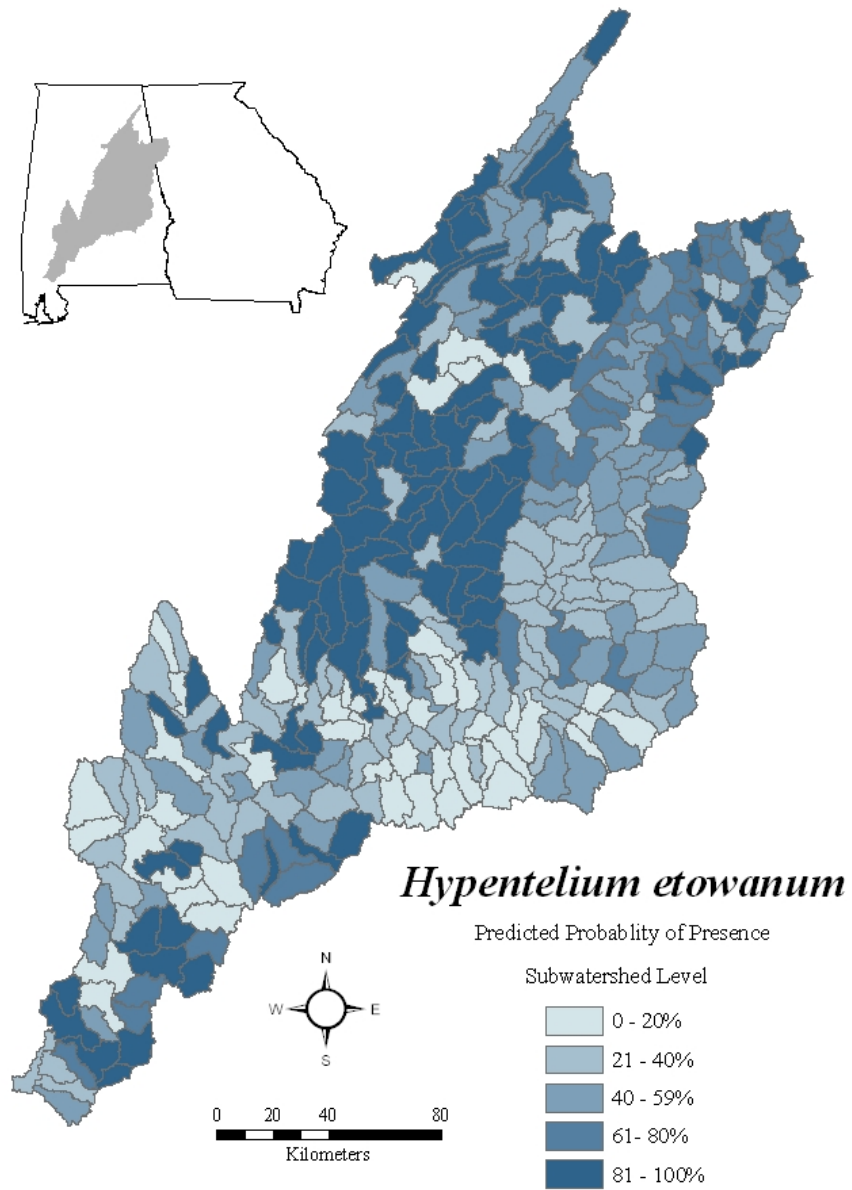 Hypentelium etowanum
Predicted Probablity of Presence
Subwatershed Level
N
W E
S
0 - 20%
21 - 40%
40 - 59%
61- 80%
81 - 100%
0 20 40 80
Kilometers